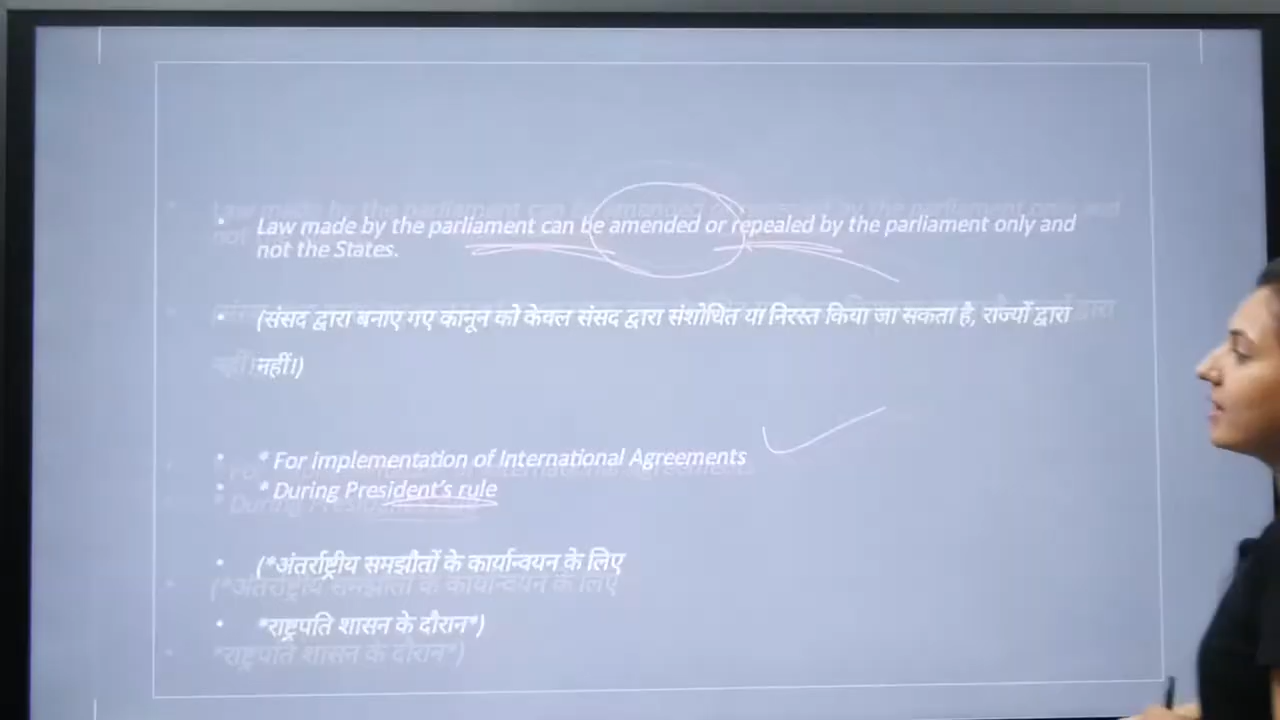 Law made by the parliament can be amended or repealed by the parliament only and
not the States.
(संसद द्वारा बनाए गए कानून को केवल संसद द्वारा संशोधित या निरस्त किया जा सकता है, राज्यों द्वारा
नहीं।)
* For implementation of International Agreements
* During President's rule
(*अंतर्राष्ट्रीय समझौतों के कार्यान्वयन के लिए
*राष्ट्रपति शासन के दौरान*)